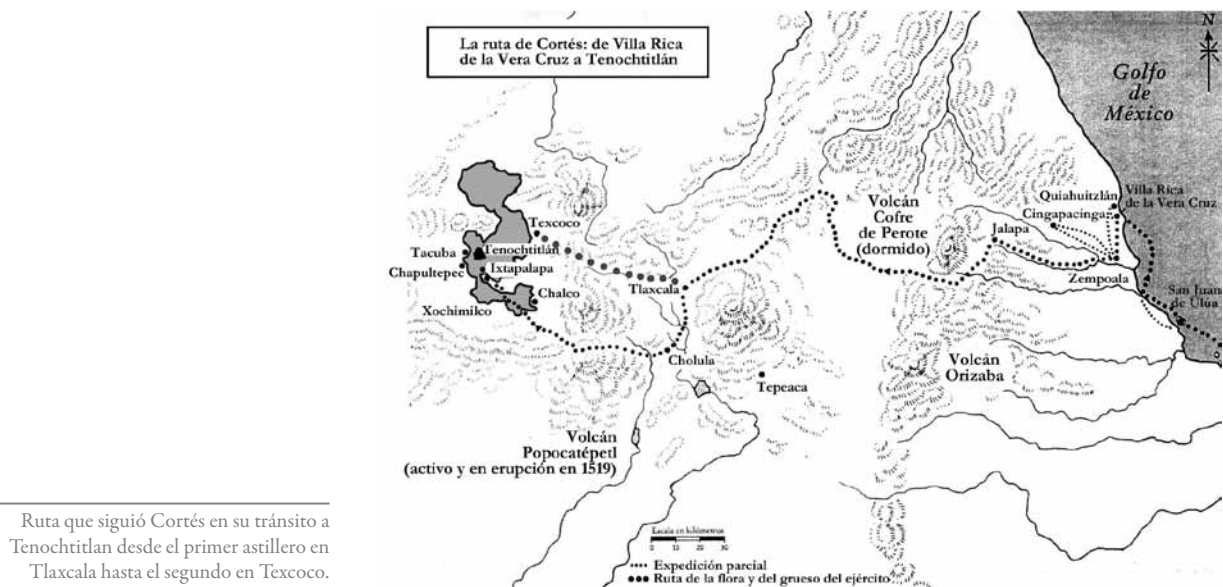 La ruta de Cortés: de Villa Rica
de la Vera Cruz a Tenochtitlán
N
Golfo
de
México
Quiahuitzlán
Villa Rica
de la Vera Cruz
Cingapacinga
Volcán
Cofre
de Perote
(dormido)
Jalapa
Zempoala
San Juan
de Ulúa
Texcoco
Tacuba
Tenochtitlán
Chapultepec
Ixtapalapa
Tlaxcala
Chalco
Xochimilco
Cholula
Tepeaca
Volcán
Orizaba
Volcán
Popocatépetl
(activo y en erupción en 1519)
Escala en kilómetros
0 10 20 30
Expedición parcial
Ruta de la flora y del grueso del ejército
Ruta que siguió Cortés en su tránsito a
Tenochtitlan desde el primer astillero en
Tlaxcala hasta el segundo en Texcoco.